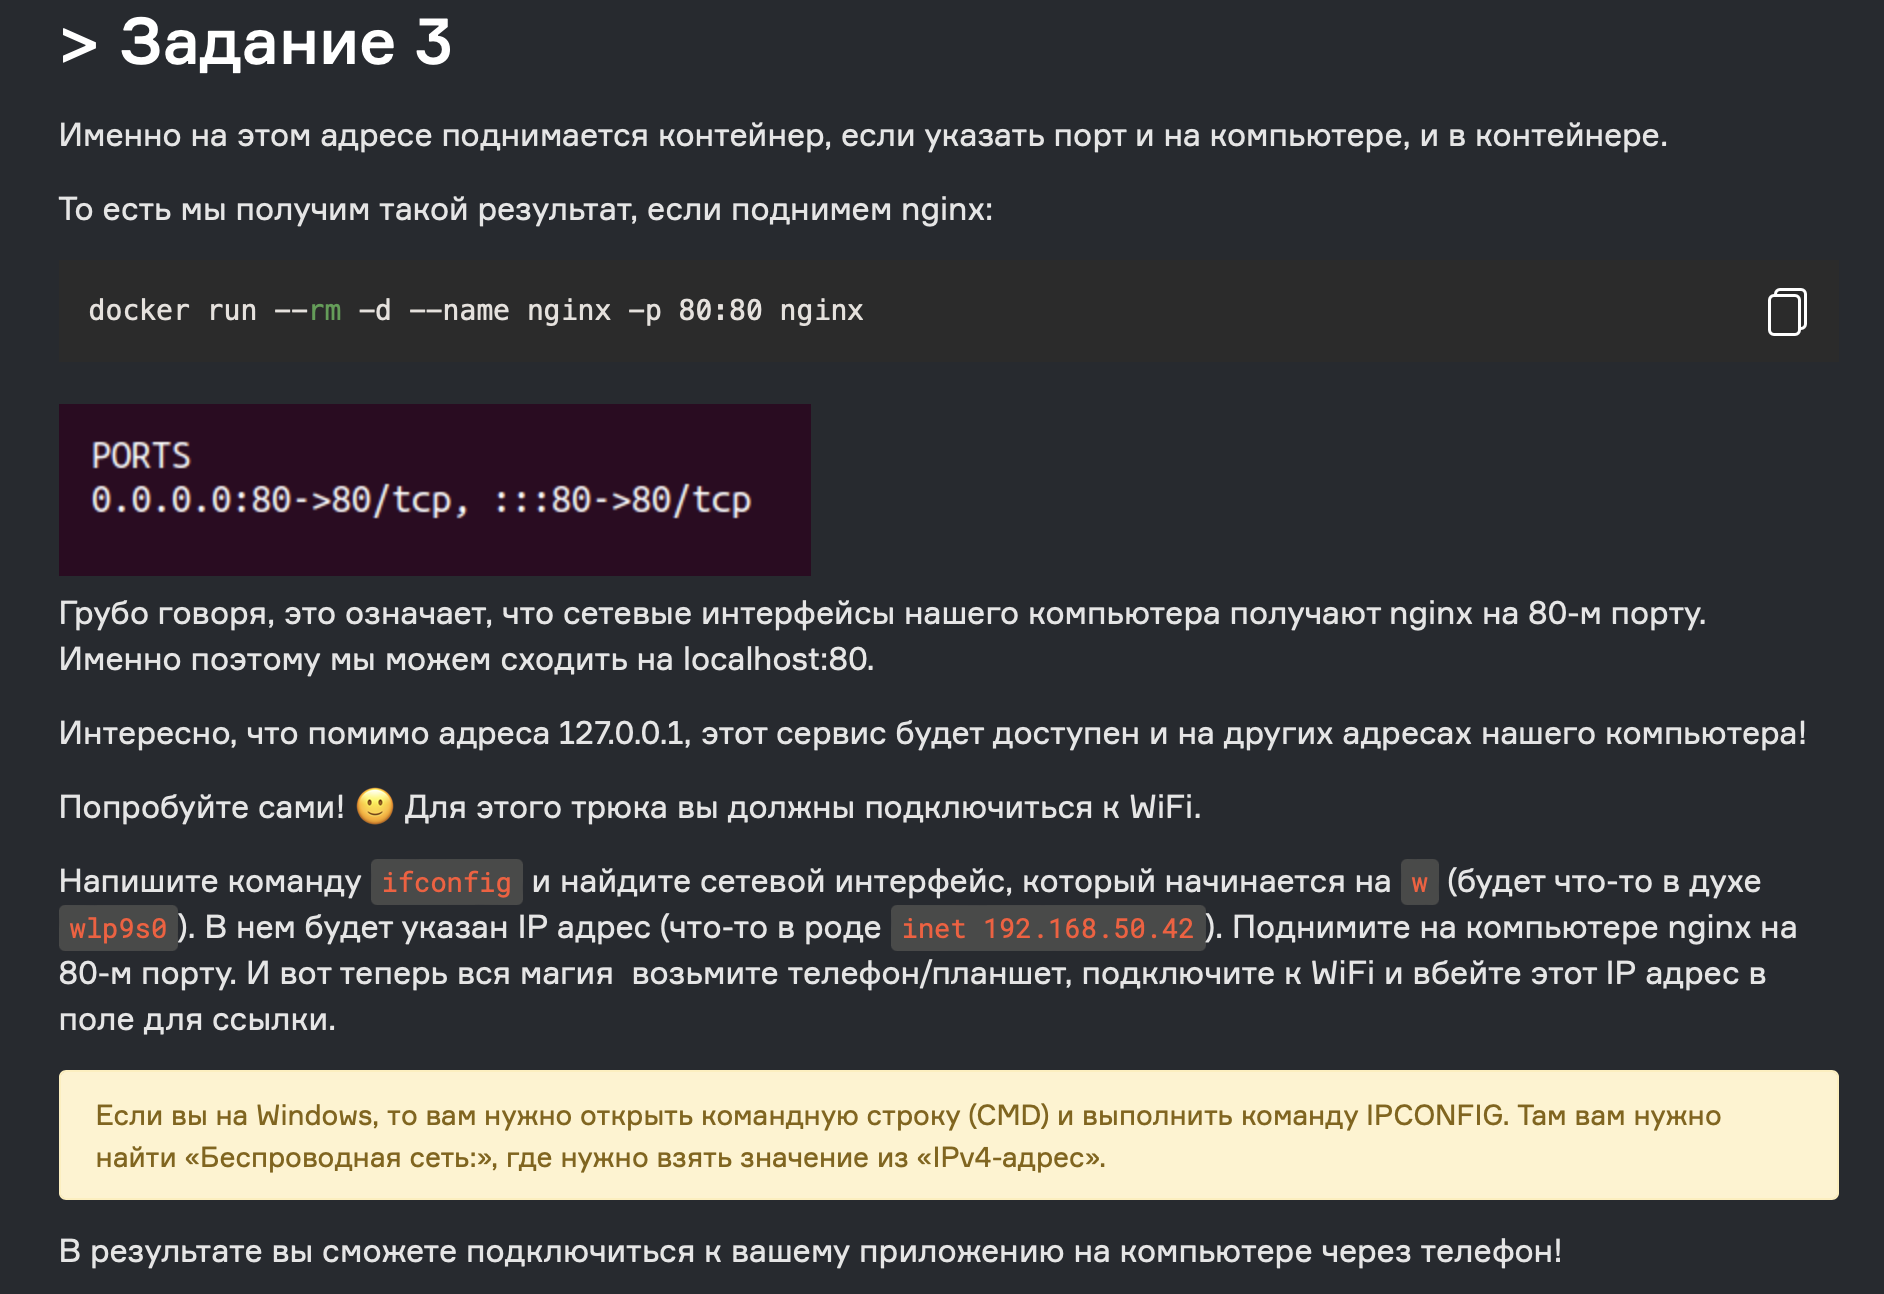 > Задание 3
Именно на этом адресе поднимается контейнер, если указать порт и на компьютере, и в контейнере.
То есть мы получим такой результат, если поднимем nginx:
docker run --rm -d --name nginx -p 80:80 nginx
PORTS
0.0.0.0:80->80/tcp, :::80->80/tcp
Грубо говоря, это означает, что сетевые интерфейсы нашего компьютера получают nginx на 80-м порту.
Именно поэтому мы можем сходить на localhost:80.
Интересно, что помимо адреса 127.0.0.1, этот сервис будет доступен и на других адресах нашего компьютера!
Попробуйте сами! 🙂 Для этого трюка вы должны подключиться к WiFi.
Напишите команду ifconfig и найдите сетевой интерфейс, который начинается на w (будет что-то в духе
wlp9s0). В нем будет указан IP адрес (что-то в роде inet 192.168.50.42). Поднимите на компьютере nginx на
80-м порту. И вот теперь вся магия  возьмите телефон/планшет, подключите к WiFi и вбейте этот IP адрес в
поле для ссылки.
Если вы на Windows, то вам нужно открыть командную строку (CMD) и выполнить команду IPCONFIG. Там вам нужно
найти «Беспроводная сеть:», где нужно взять значение из «IPv4-адрес».
В результате вы сможете подключиться к вашему приложению на компьютере через телефон!